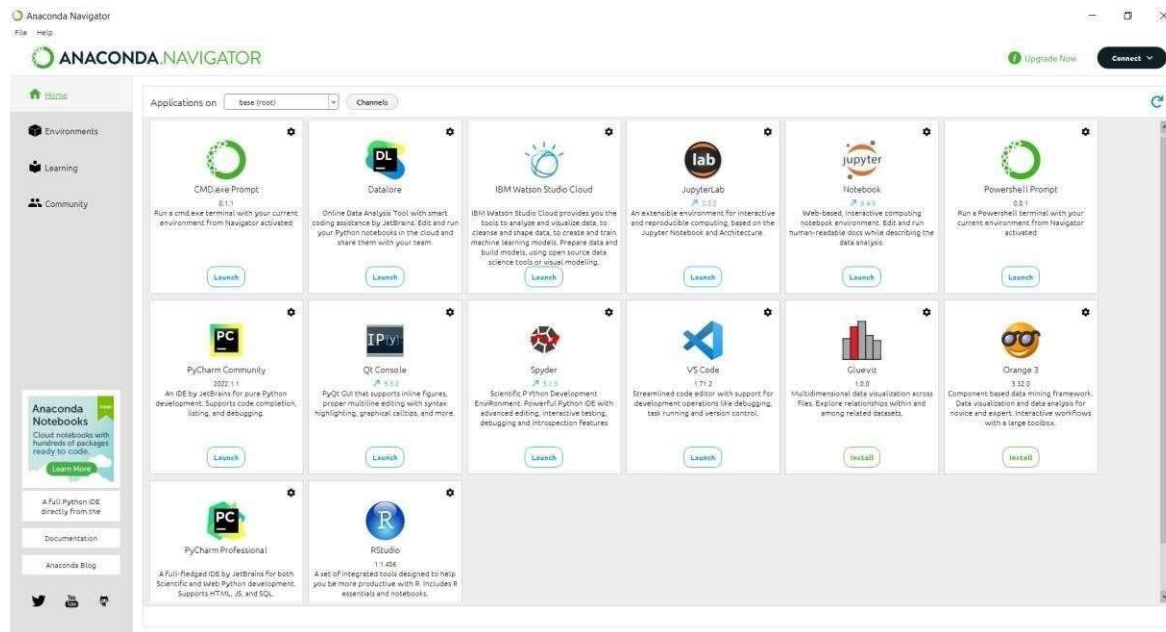 Anaconda Navigator
File Help
ANACONDA.NAVIGATOR
Upgrade Now
Connect
Home
Applications on
base (root)
Channels
Environments
Learning
Community
CMD.exe Prompt
0.1.1
Run a cmd.exe terminal with your current
environment from Navigator activated
Launch
DL
Datalore
Online Data Analysis Tool with smart
coding assistance by JetBrains. Edit and run
your Python notebooks in the cloud and
share them with your team.
Launch
IBM Watson Studio Cloud
IBM Watson Studio Cloud provides you the
tools to analyze and visualize data, to
cleanse and shape data, to create and train
machine learning models. Prepare data and
build models, using open source data
science tools or visual modeling.
Launch
lab
JupyterLab
An extensible environment for interactive
and reproducible computing, based on the
Jupyter Notebook and Architecture.
Launch
jupyter
Notebook
Web-based, interactive computing
notebook environment. Edit and run
human-readable docs while describing the
data analysis.
Launch
Powershell Prompt
0.0.1
Run a Powershell terminal with your
current environment from Navigator
activated
Launch
PC
PyCharm Community
2022.1.1
An IDE by JetBrains for pure Python
development. Supports code completion,
listing, and debugging.
Launch
IP[y]:
Qt Console
PyQt GUI that supports inline figures,
proper multiline editing with syntax
highlighting, graphical calltips, and more.
Launch
Spyder
Scientific Python Development
EnviRonment. Powerful Python IDE with
advanced editing, interactive testing,
debugging and introspection features
Launch
VS Code
1.71.2
Streamlined code editor with support for
development operations like debugging,
task running and version control.
Launch
Glueviz
1.0.0
Multidimensional data visualization across
files. Explore relationships within and
among related datasets.
Install
Orange 3
3.32.0
Component based data mining framework.
Data visualization and data analysis for
novice and expert. Interactive workflows
with a large toolbox.
Install
PC
PyCharm Professional
A full-fledged IDE by JetBrains for both
Scientific and Web Python development.
Supports HTML, JS, and SQL.
R
RStudio
1.1.456
A set of integrated tools designed to help
you be more productive with R. Includes R
essentials and notebooks.
Anaconda
Notebooks
Cloud notebooks with
hundreds of packages
ready to code.
Learn More
A Full Python IDE
directly from the
Documentation
Anaconda Blog